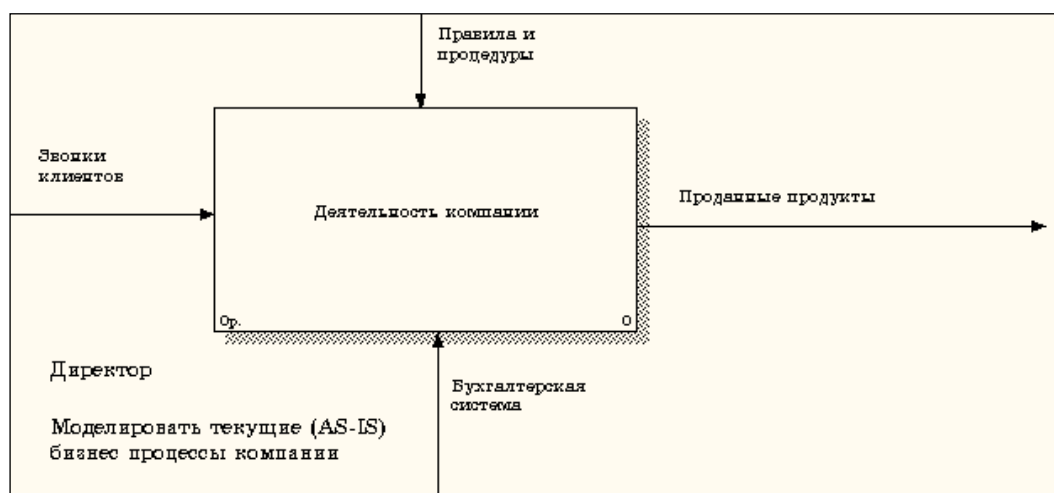 Правила и
процедуры
Звонки
клиентов
Деятельность компании
Проданные продукты
0р.
0
Директор
Бухгалтерская
система
Моделировать текущие (AS-IS)
бизнес процессы компании